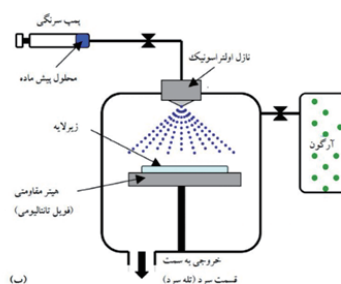 پمپ سرنگی
محلول پیش ماده
نازل اولتراسونیک
زیرلایه
هیتر مقاومتی
(فویل تانتالیومی)
آرگون
خروجی به سمت
قسمت سرد (تله سرد)
(ب)